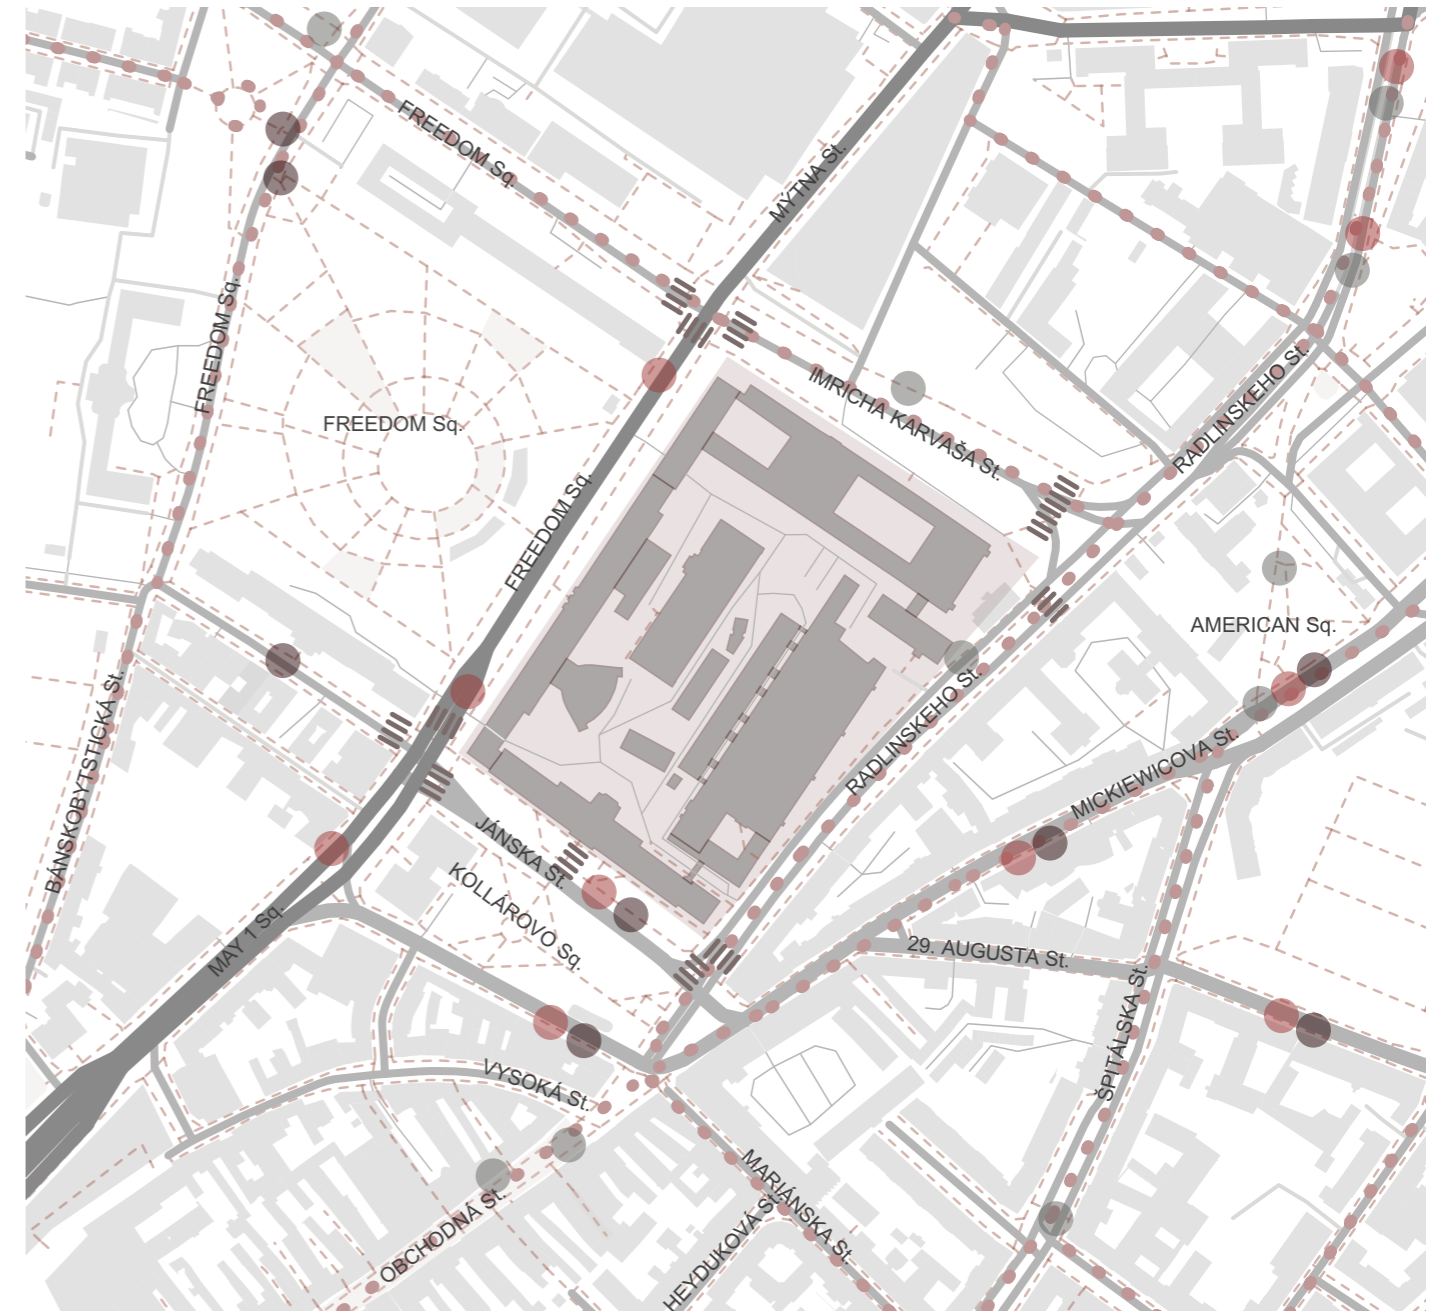 FREEDOM Sq.
MÝTNA St.
FREEDOM Sq.
FREEDOM Sq.
IMRICHA KARVAŠA St.
RADLINSKEHO St.
FREEDOM Sq.
AMERICAN Sq.
BÁNSKOBYTSTICKÁ St.
RADLINSKEHO St.
MICKIEWICOVA St.
JÁNSKA St.
KOLLÁROVO Sq.
MAY 1 Sq.
29. AUGUSTA St.
ŠPITÁLSKA St.
VYSOKÁ St.
MARIÁNSKA St.
OBCHODNÁ St.
HEYDUKOVÁ St.